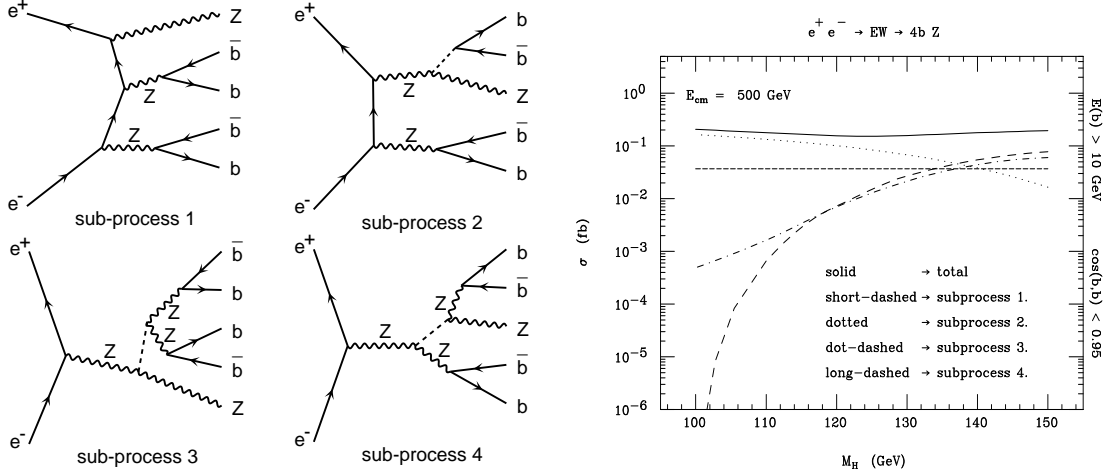 e+
Z
b̅
Z
b
b̅
Z
b
e-
sub-process 1
e+
b
b̅
Z
Z
b̅
Z
b
e-
sub-process 2
e+
b̅
b
Z
Z
b
Z
b̅
Z
e-
sub-process 3
e+
b
b̅
Z
Z
Z
b̅
b
e-
sub-process 4
e+ e- → EW → 4b Z
E_cm = 500 GeV
10^0
10^-1
10^-2
10^-3
10^-4
10^-5
10^-6
σ (fb)
solid → total
short-dashed → subprocess 1.
dotted → subprocess 2.
dot-dashed → subprocess 3.
long-dashed → subprocess 4.
100 110 120 130 140 150
M_H (GeV)
E(b) > 10 GeV
cos(b,b) < 0.95